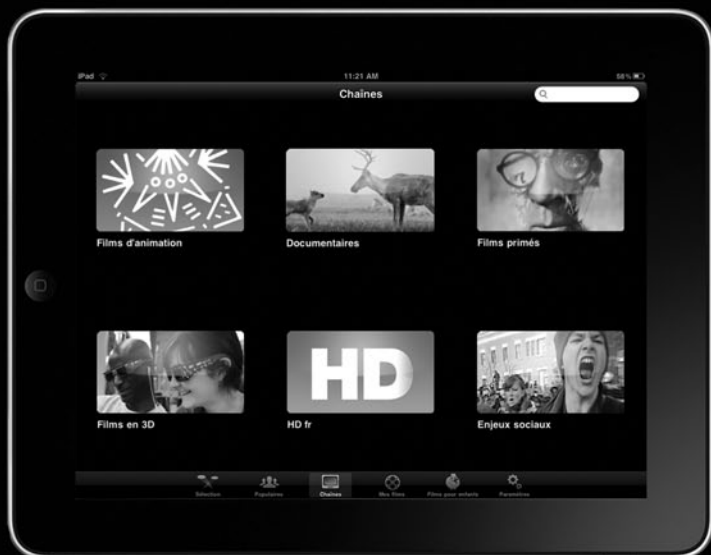 iPad 11:21 AM 56%
Chaînes
Films d'animation Documentaires Films primés
HD
Films en 3D HD fr Enjeux sociaux
Sélection Populaires Chaînes Mes films Films pour enfants Paramètres